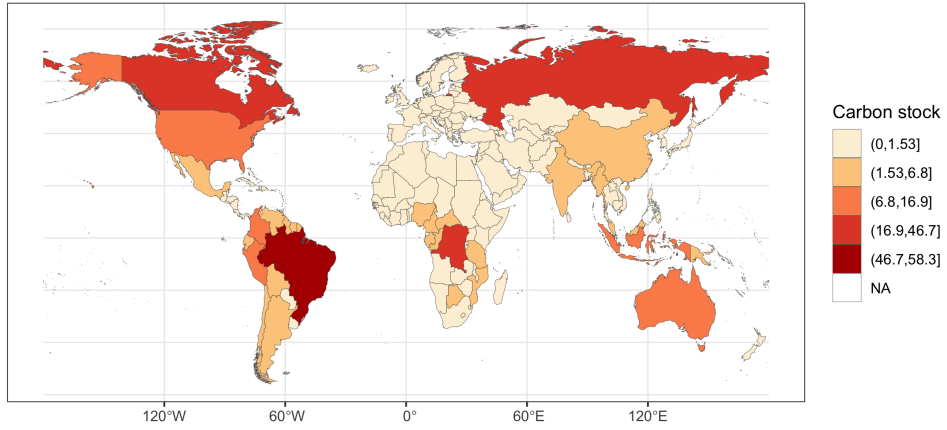 Carbon stock
(0,1.53]
(1.53,6.8]
(6.8,16.9]
(16.9,46.7]
(46.7,58.3]
NA
120°W 60°W 0° 60°E 120°E